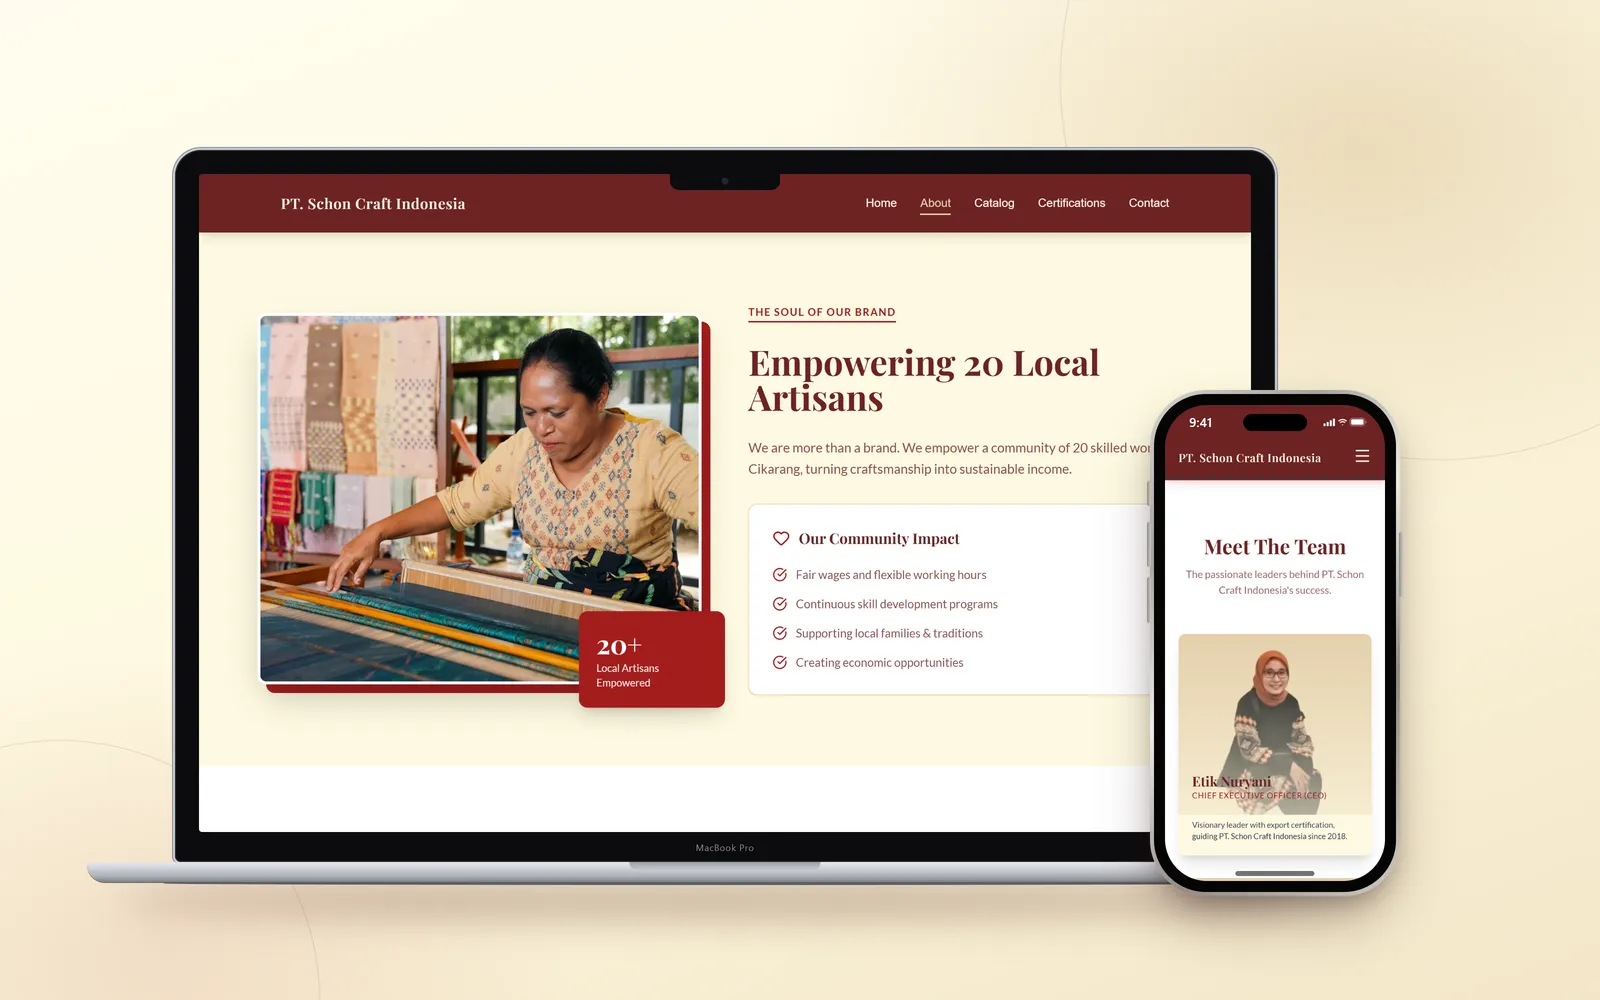 PT. Schon Craft Indonesia
Home About Catalog Certifications Contact
THE SOUL OF OUR BRAND
Empowering 20 Local
Artisans
We are more than a brand. We empower a community of 20 skilled
Cikarang, turning craftsmanship into sustainable income.
Our Community Impact
Fair wages and flexible working hours
Continuous skill development programs
Supporting local families & traditions
Creating economic opportunities
20+
Local Artisans
Empowered
MacBook Pro
9:41
PT. Schon Craft Indonesia
Meet The Team
The passionate leaders behind PT. Schon
Craft Indonesia's success.
Etik Nuryani
CHIEF EXECUTIVE OFFICER (CEO)
Visionary leader with export certification,
guiding PT. Schon Craft Indonesia since 2018.